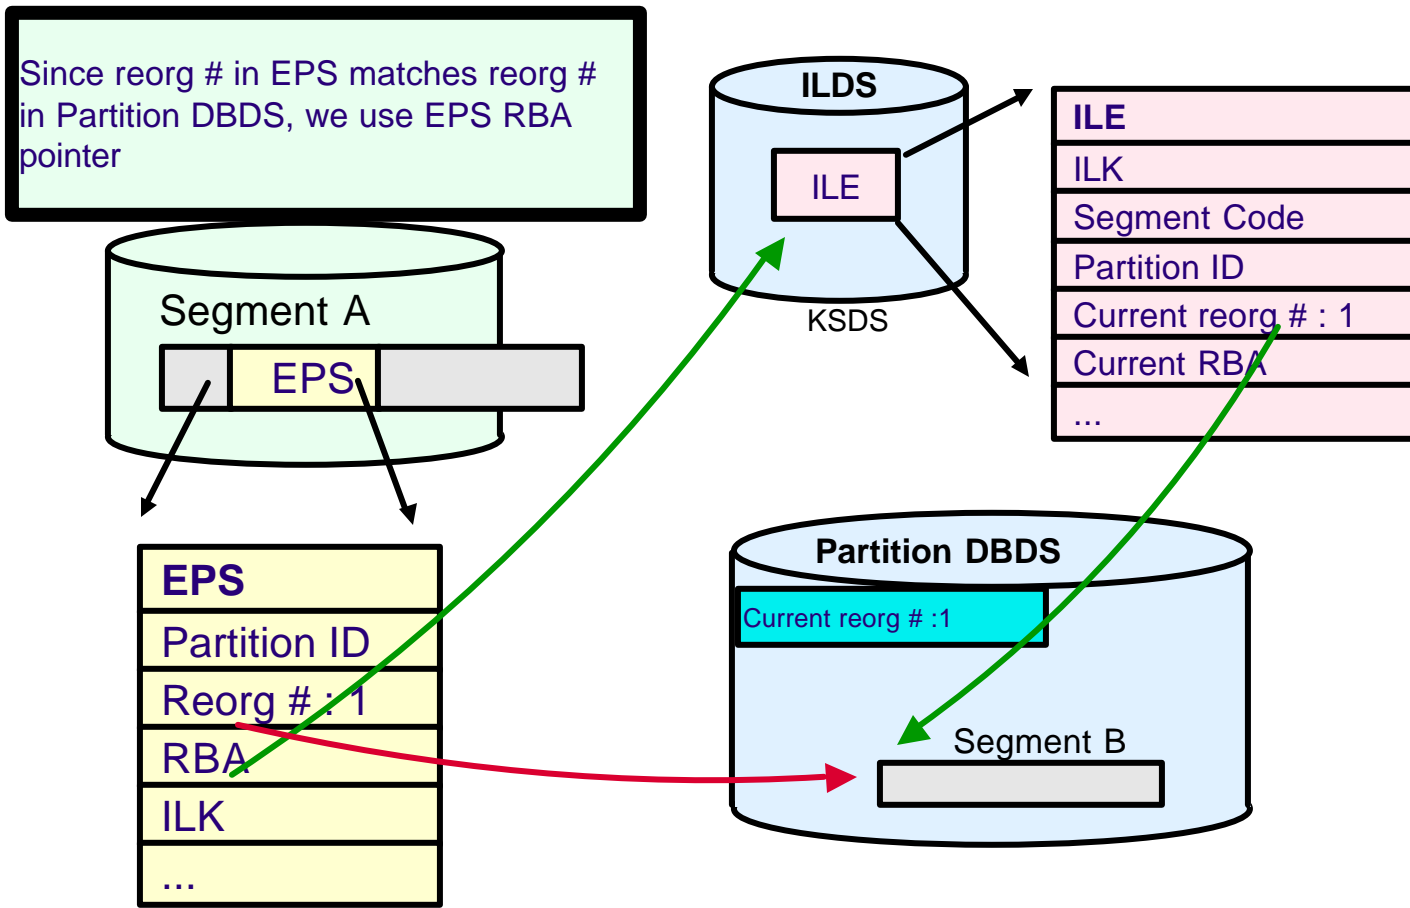 Since reorg # in EPS matches reorg #
in Partition DBDS, we use EPS RBA
pointer
Segment A
EPS
EPS
Partition ID
Reorg # : 1
RBA
ILK
...
ILDS
ILE
KSDS
ILE
ILK
Segment Code
Partition ID
Current reorg # : 1
Current RBA
...
Partition DBDS
Current reorg # :1
Segment B